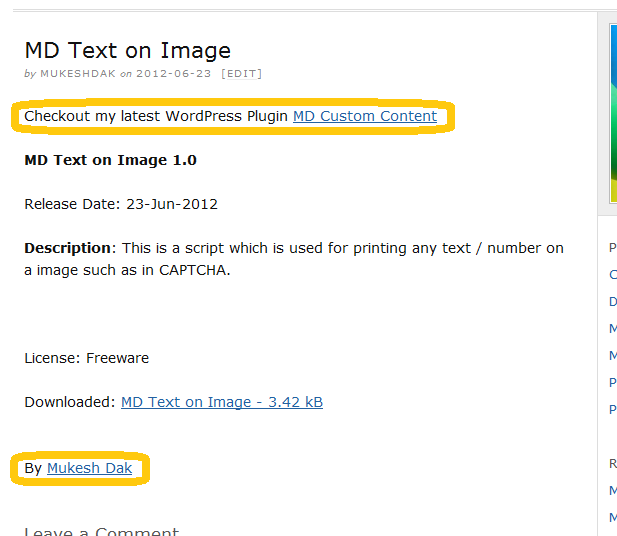 MD Text on Image
by MUKESHDAK on 2012-06-23 [EDIT]
Checkout my latest WordPress Plugin MD Custom Content
MD Text on Image 1.0
Release Date: 23-Jun-2012
Description: This is a script which is used for printing any text / number on
a image such as in CAPTCHA.
License: Freeware
Downloaded: MD Text on Image - 3.42 kB
By Mukesh Dak
Leave a Comment
P
C
D
M
M
P
P
R
M
M